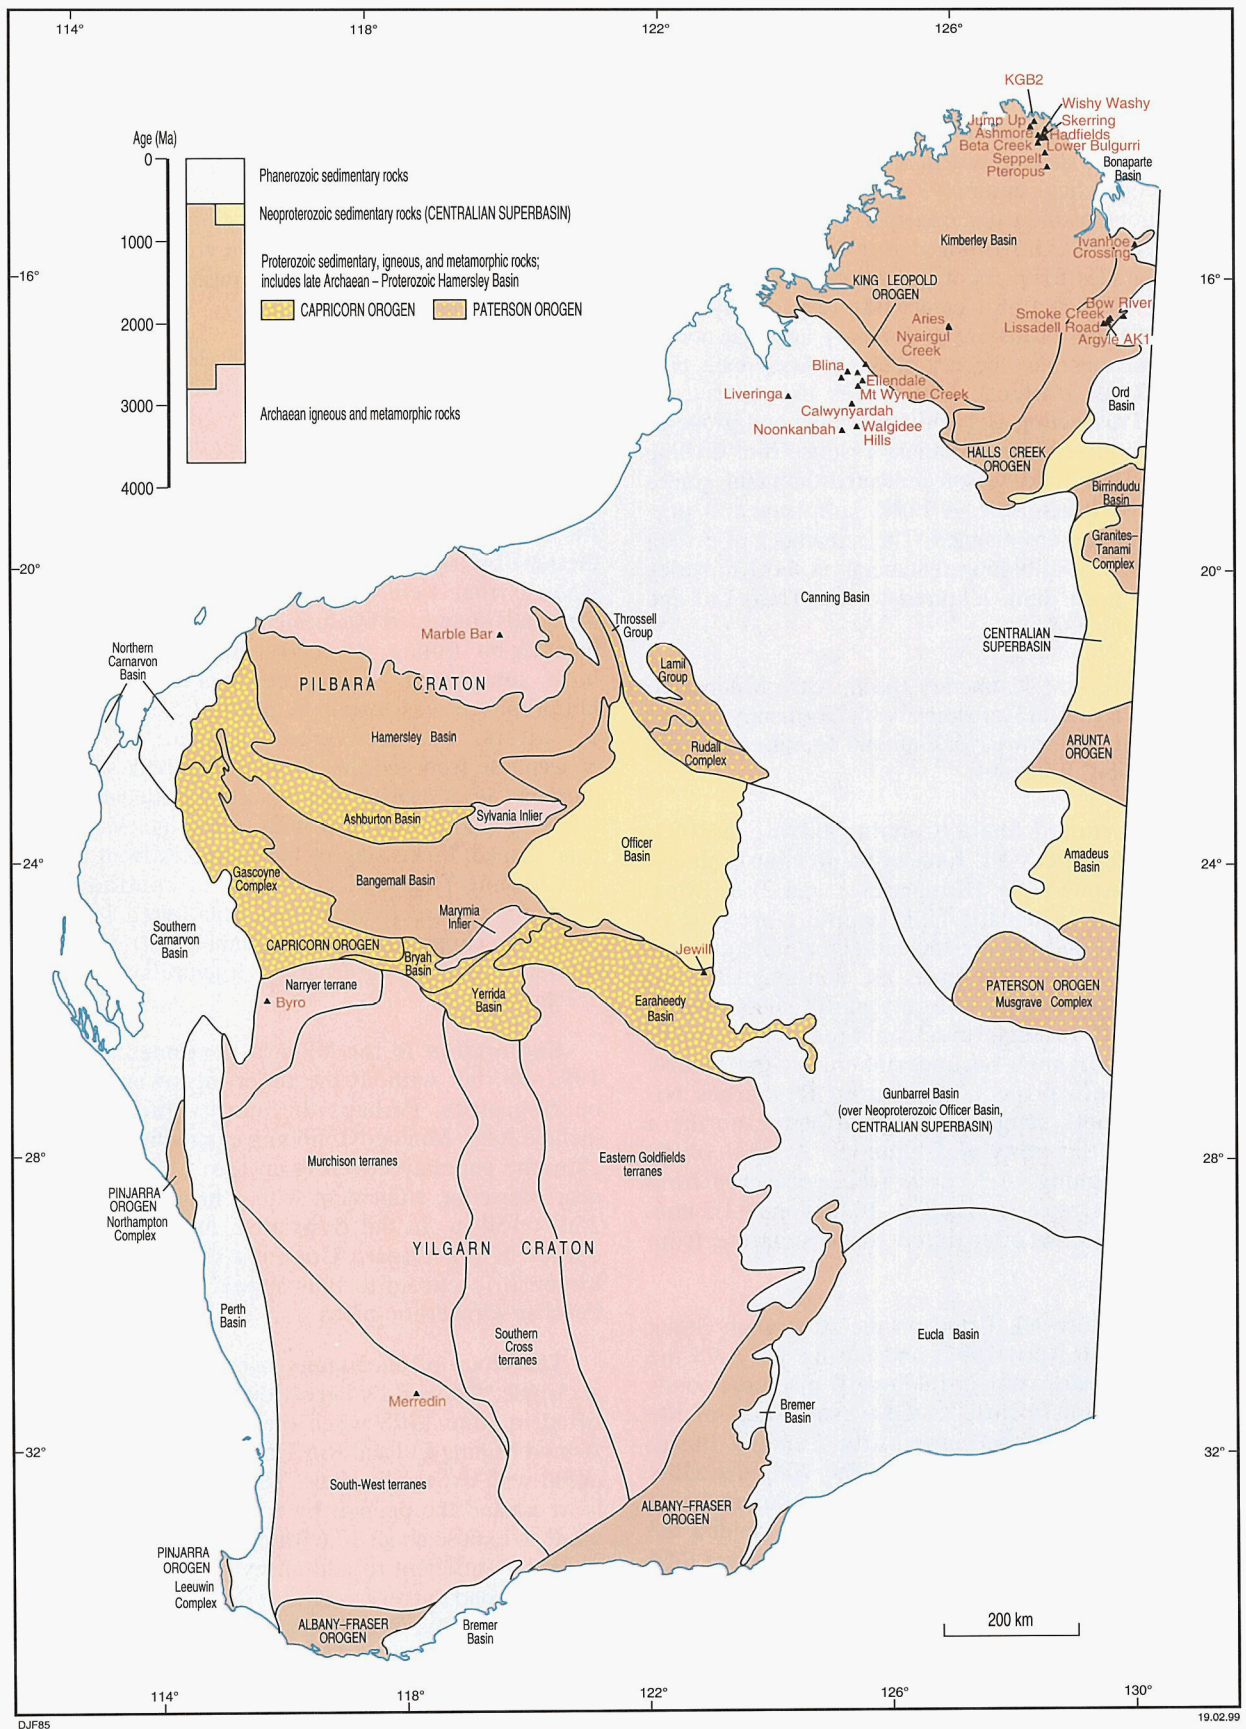 114°
118°
122°
126°
KGB2
Wishy Washy
Jump Up
Skerring
Ashmore
Hadfields
Beta Creek
Lower Bulgurri
Seppelt
Pteropus
Bonaparte
Basin
Age (Ma)
0
Phanerozoic sedimentary rocks
Neoproterozoic sedimentary rocks (CENTRALIAN SUPERBASIN)
1000
Proterozoic sedimentary, igneous, and metamorphic rocks;
includes late Archaean – Proterozoic Hamersley Basin
CAPRICORN OROGEN
PATERSON OROGEN
2000
3000
Archaean igneous and metamorphic rocks
4000
Kimberley Basin
Ivanhoe
Crossing
16°
16°
KING LEOPOLD
OROGEN
Bow River
Smoke Creek
Lissadell Road
Argyle AK1
Aries
Nyairgul
Creek
Blina
Ellendale
Mt Wynne Creek
Liveringa
Calwynyardah
Noonkanbah
Walgidee
Hills
Ord
Basin
HALLS CREEK
OROGEN
Birrindudu
Basin
Granites–
Tanami
Complex
20°
20°
Canning Basin
CENTRALIAN
SUPERBASIN
Throssell
Group
Marble Bar
Northern
Carnarvon
Basin
Lamil
Group
PILBARA CRATON
Hamersley Basin
Rudall
Complex
ARUNTA
OROGEN
Ashburton Basin
Sylvania Inlier
Officer
Basin
24°
24°
Amadeus
Basin
Gascoyne
Complex
Bangemall Basin
Marymia
Inlier
Southern
Carnarvon
Basin
CAPRICORN OROGEN
Bryah
Basin
Jewill
Narryer terrane
Byro
Yerrida
Basin
Earaheedy
Basin
PATERSON OROGEN
Musgrave Complex
Gunbarrel Basin
(over Neoproterozoic Officer Basin,
CENTRALIAN SUPERBASIN)
28°
28°
Murchison terranes
Eastern Goldfields
terranes
PINJARRA
OROGEN
Northampton
Complex
YILGARN CRATON
Perth
Basin
Southern
Cross
terranes
Eucla Basin
Merredin
Bremer
Basin
32°
32°
South-West terranes
ALBANY–FRASER
OROGEN
PINJARRA
OROGEN
Leeuwin
Complex
ALBANY–FRASER
OROGEN
Bremer
Basin
200 km
114°
118°
122°
126°
130°
DJF85
19.02.99